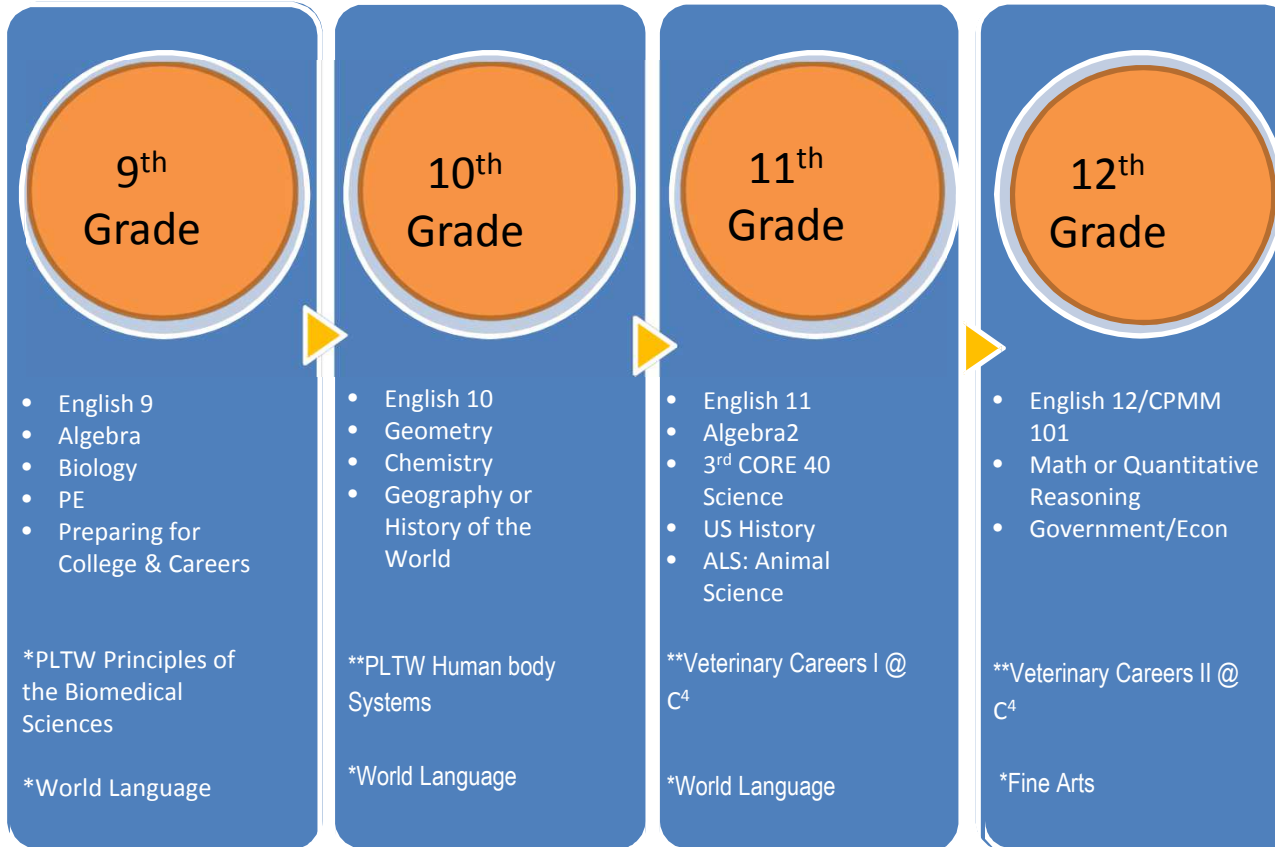 9th
Grade
• English 9
• Algebra
• Biology
• PE
• Preparing for
College & Careers
*PLTW Principles of
the Biomedical
Sciences
*World Language
10th
Grade
• English 10
• Geometry
• Chemistry
• Geography or
History of the
World
**PLTW Human body
Systems
*World Language
11th
Grade
• English 11
• Algebra2
• 3rd CORE 40
Science
• US History
• ALS: Animal
Science
**Veterinary Careers I @
C4
*World Language
12th
Grade
• English 12/CPMM
101
• Math or Quantitative
Reasoning
• Government/Econ
**Veterinary Careers II @
C4
*Fine Arts